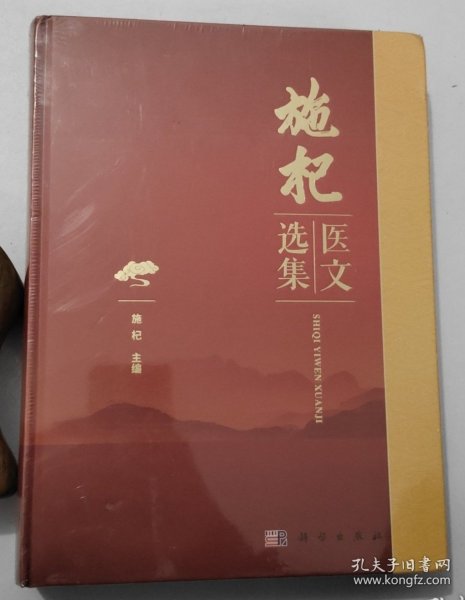 施杞
医文
选集
SHIQI YIWEN XUANJI
施杞 主编
科学出版社
孔夫子旧书网
www.kongfz.com